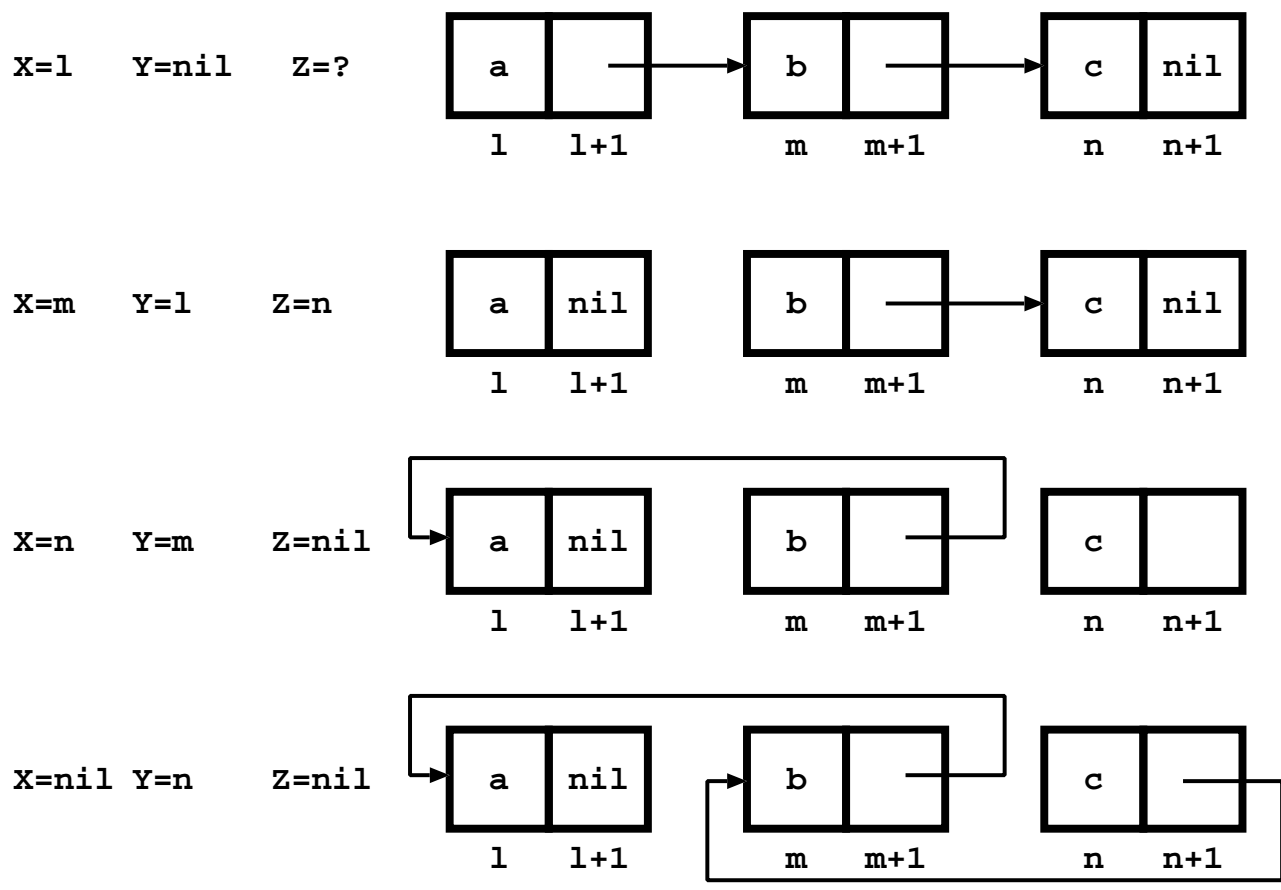 X=l Y=nil Z=? a b c nil
l l+1 m m+1 n n+1
X=m Y=l Z=n a nil b c nil
l l+1 m m+1 n n+1
X=n Y=m Z=nil a nil b c
l l+1 m m+1 n n+1
X=nil Y=n Z=nil a nil b c
l l+1 m m+1 n n+1